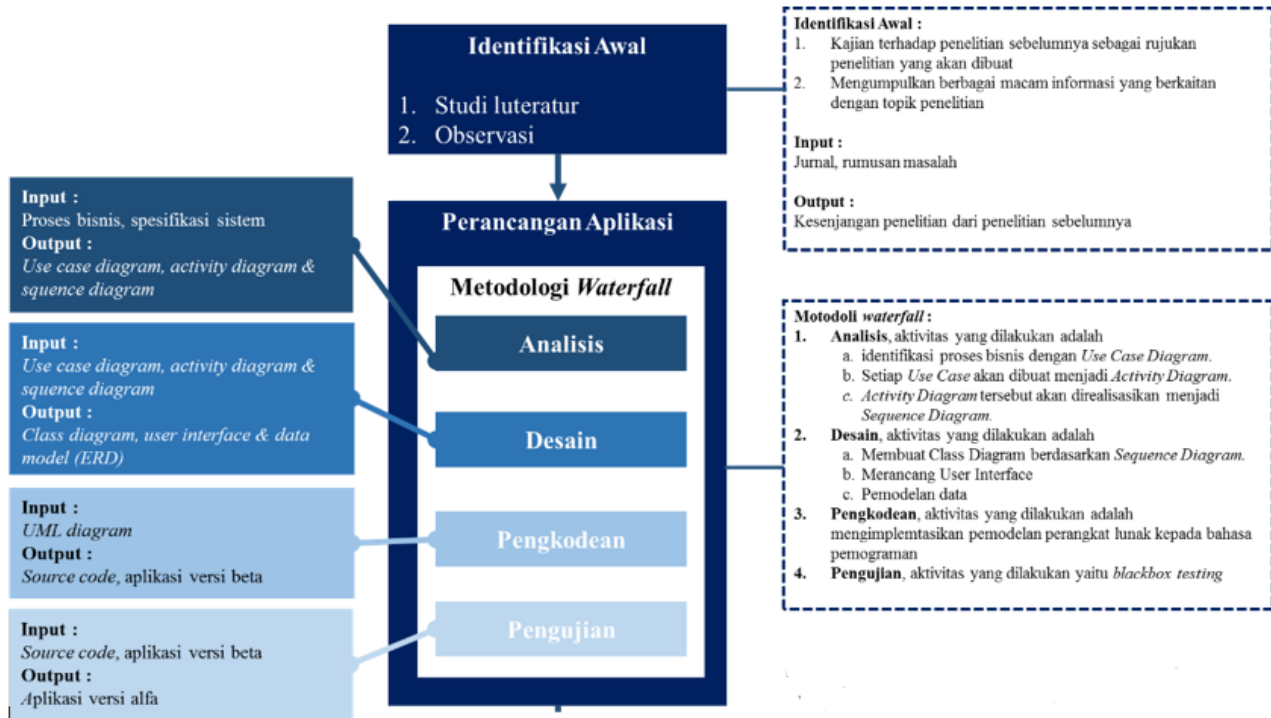 Identifikasi Awal
1. Studi luteratur
2. Observasi
Identifikasi Awal :
1. Kajian terhadap penelitian sebelumnya sebagai rujukan
penelitian yang akan dibuat
2. Mengumpulkan berbagai macam informasi yang berkaitan
dengan topik penelitian
Input :
Jurnal, rumusan masalah
Output :
Kesenjangan penelitian dari penelitian sebelumnya
Input :
Proses bisnis, spesifikasi sistem
Output :
Use case diagram, activity diagram &
squence diagram
Input :
Use case diagram, activity diagram &
squence diagram
Output :
Class diagram, user interface & data
model (ERD)
Input :
UML diagram
Output :
Source code, aplikasi versi beta
Input :
Source code, aplikasi versi beta
Output :
Aplikasi versi alfa
Perancangan Aplikasi
Metodologi Waterfall
Analisis
Desain
Pengkodean
Pengujian
Motodoli waterfall :
1. Analisis, aktivitas yang dilakukan adalah
a. identifikasi proses bisnis dengan Use Case Diagram.
b. Setiap Use Case akan dibuat menjadi Activity Diagram.
c. Activity Diagram tersebut akan direalisasikan menjadi
Sequence Diagram.
2. Desain, aktivitas yang dilakukan adalah
a. Membuat Class Diagram berdasarkan Sequence Diagram.
b. Merancang User Interface
c. Pemodelan data
3. Pengkodean, aktivitas yang dilakukan adalah
mengimplemtasikan pemodelan perangkat lunak kepada bahasa
pemograman
4. Pengujian, aktivitas yang dilakukan yaitu blackbox testing